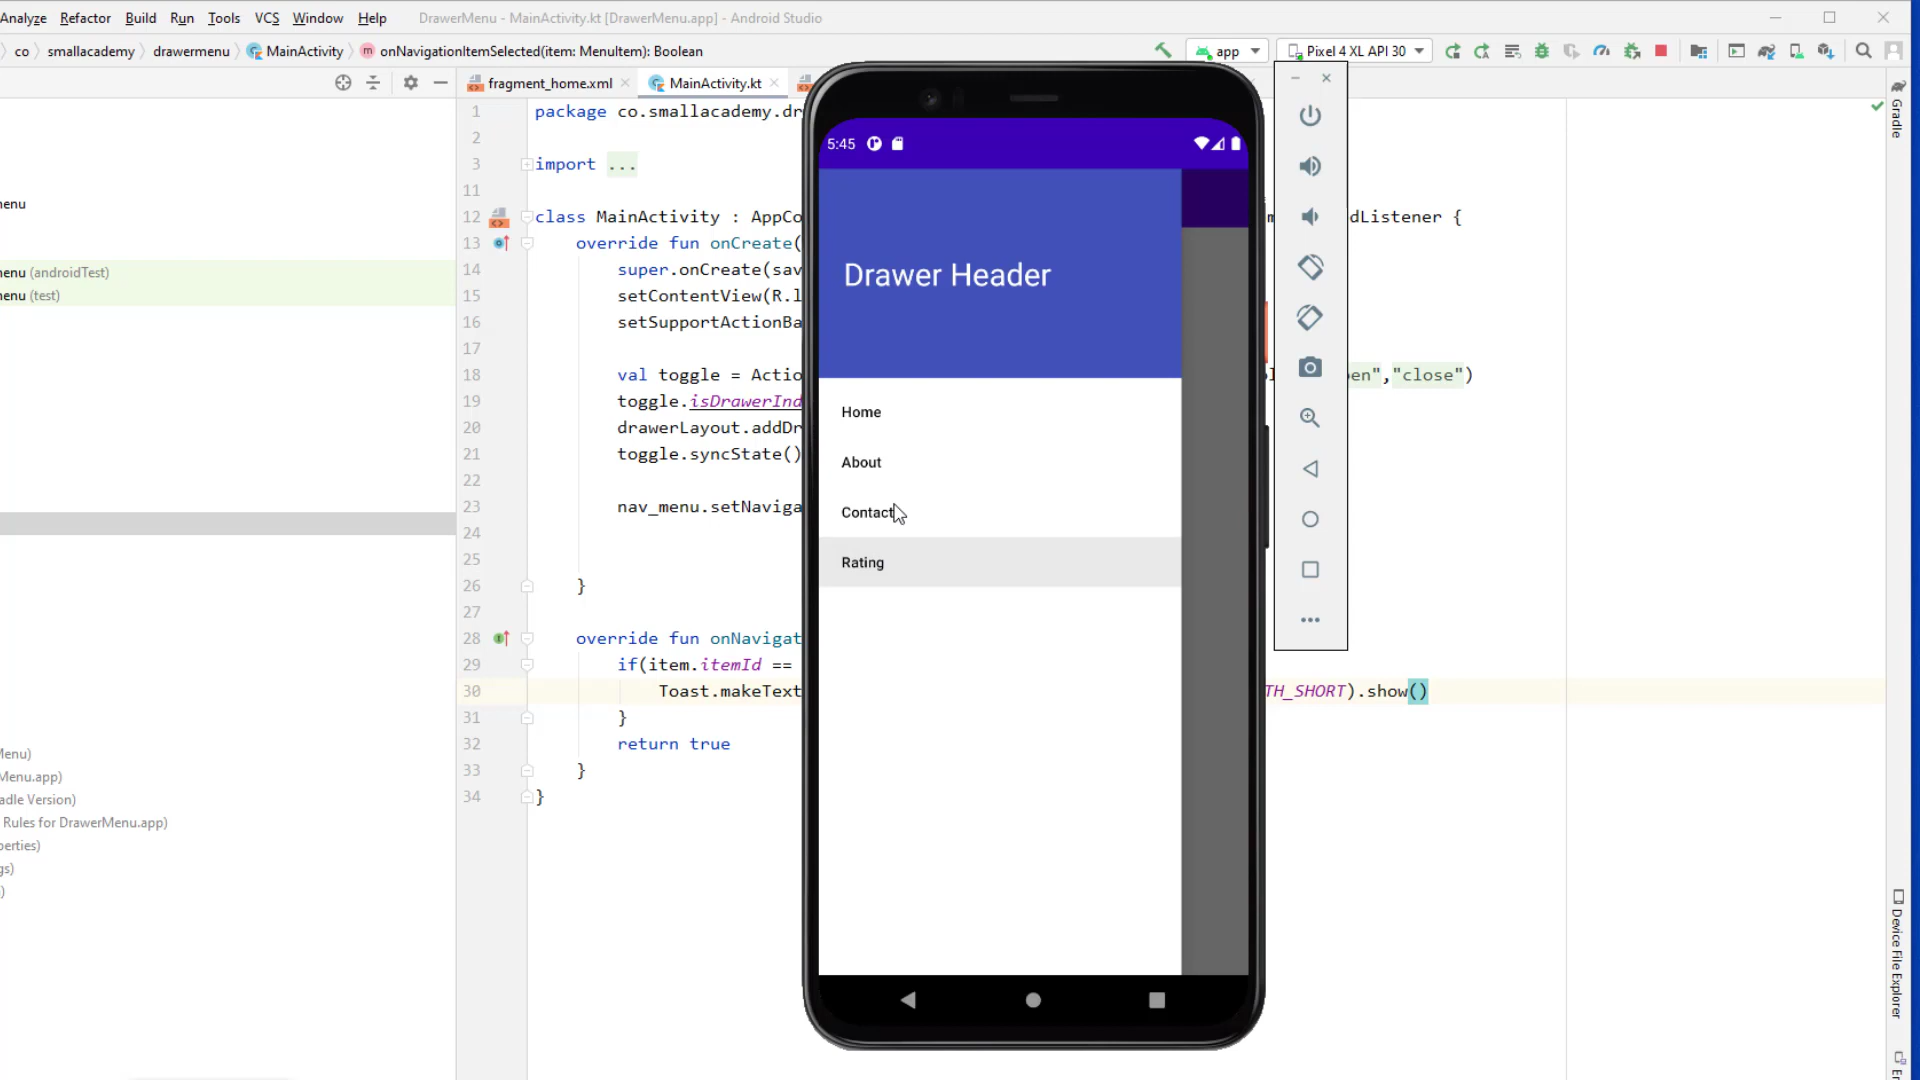 Analyze Refactor Build Run Tools VCS Window Help DrawerMenu - MainActivity.kt [DrawerMenu.app] - Android Studio
co smallacademy drawermenu MainActivity onNavigationItemSelected(item: MenuItem): Boolean app Pixel 4 XL API 30
fragment_home.xml MainActivity.kt
1 package co.smallacademy.dr
2
3 import ...
11
12 class MainActivity : AppCo dListener {
13 override fun onCreate(
14 super.onCreate(sav
15 setContentView(R.l
16 setSupportActionBa
17
18 val toggle = Actio en","close")
19 toggle.isDrawerInd
20 drawerLayout.addDr
21 toggle.syncState()
22
23 nav_menu.setNaviga
24
25
26 }
27
28 override fun onNavigat
29 if(item.itemId ==
30 Toast.makeText TH_SHORT).show()
31 }
32 return true
33 }
34 }
enu
enu (androidTest)
enu (test)
Menu)
Menu.app)
adle Version)
Rules for DrawerMenu.app)
perties)
gs)
)
5:45
Drawer Header
Home
About
Contact
Rating
Gradle
Device File Explorer